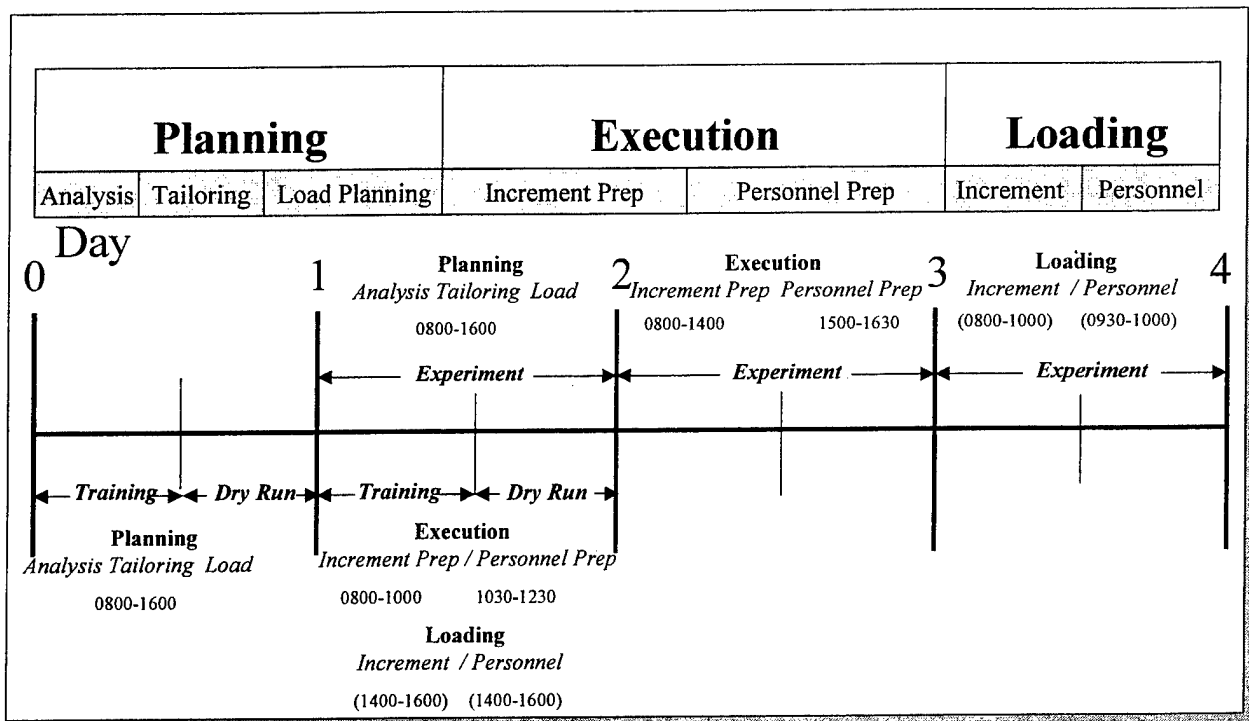 Planning Execution Loading
Analysis Tailoring Load Planning Increment Prep Personnel Prep Increment Personnel
Day
0 1 2 3 4
Planning
Analysis Tailoring Load
0800-1600
Execution
Increment Prep Personnel Prep
0800-1400 1500-1630
Loading
Increment / Personnel
(0800-1000) (0930-1000)
Experiment Experiment Experiment
Training Dry Run Training Dry Run
Planning
Analysis Tailoring Load
0800-1600
Execution
Increment Prep / Personnel Prep
0800-1000 1030-1230
Loading
Increment / Personnel
(1400-1600) (1400-1600)